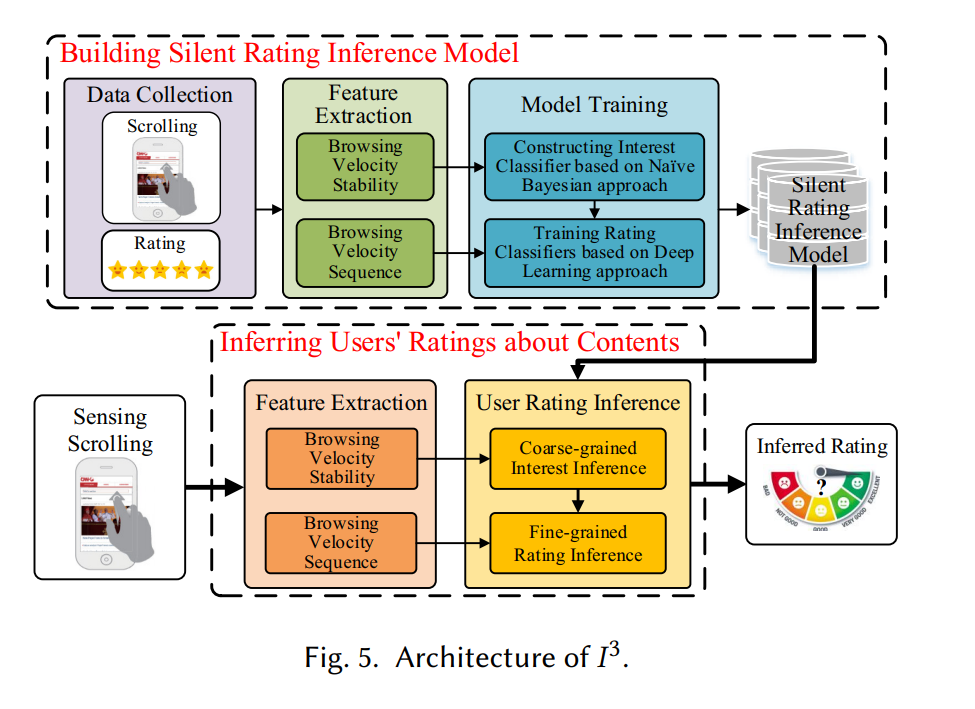 Building Silent Rating Inference Model
Data Collection
Scrolling
Rating
Feature
Extraction
Browsing
Velocity
Stability
Browsing
Velocity
Sequence
Model Training
Constructing Interest
Classifier based on Naïve
Bayesian approach
Training Rating
Classifiers based on Deep
Learning approach
Silent
Rating
Inference
Model
Inferring Users' Ratings about Contents
Sensing
Scrolling
Feature Extraction
Browsing
Velocity
Stability
Browsing
Velocity
Sequence
User Rating Inference
Coarse-grained
Interest Inference
Fine-grained
Rating Inference
Inferred Rating
?
BAD
NOT GOOD
GOOD
VERY GOOD
EXCELLENT
Fig. 5. Architecture of I³.